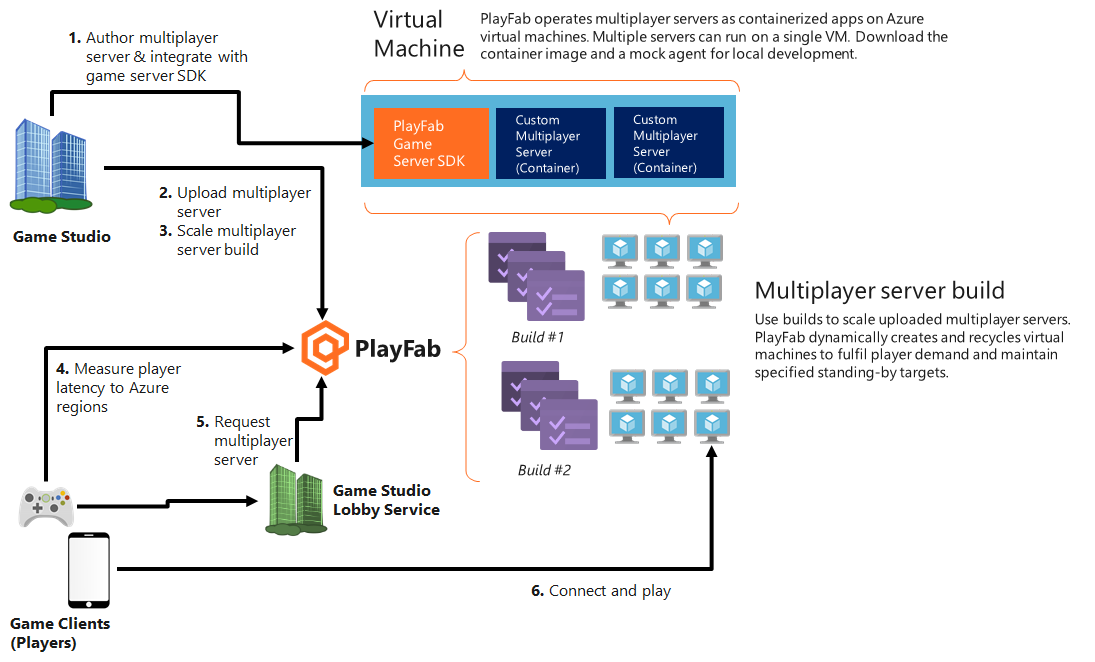 1. Author multiplayer
server & integrate with
game server SDK
Virtual
Machine
PlayFab operates multiplayer servers as containerized apps on Azure
virtual machines. Multiple servers can run on a single VM. Download the
container image and a mock agent for local development.
PlayFab
Game
Server SDK
Custom
Multiplayer
Server
(Container)
Custom
Multiplayer
Server
(Container)
Game Studio
2. Upload multiplayer
server
3. Scale multiplayer
server build
Build #1
Multiplayer server build
Use builds to scale uploaded multiplayer servers.
PlayFab dynamically creates and recycles virtual
machines to fulfil player demand and maintain
specified standing-by targets.
PlayFab
4. Measure player
latency to Azure
regions
5. Request
multiplayer
server
Build #2
Game Studio
Lobby Service
6. Connect and play
Game Clients
(Players)